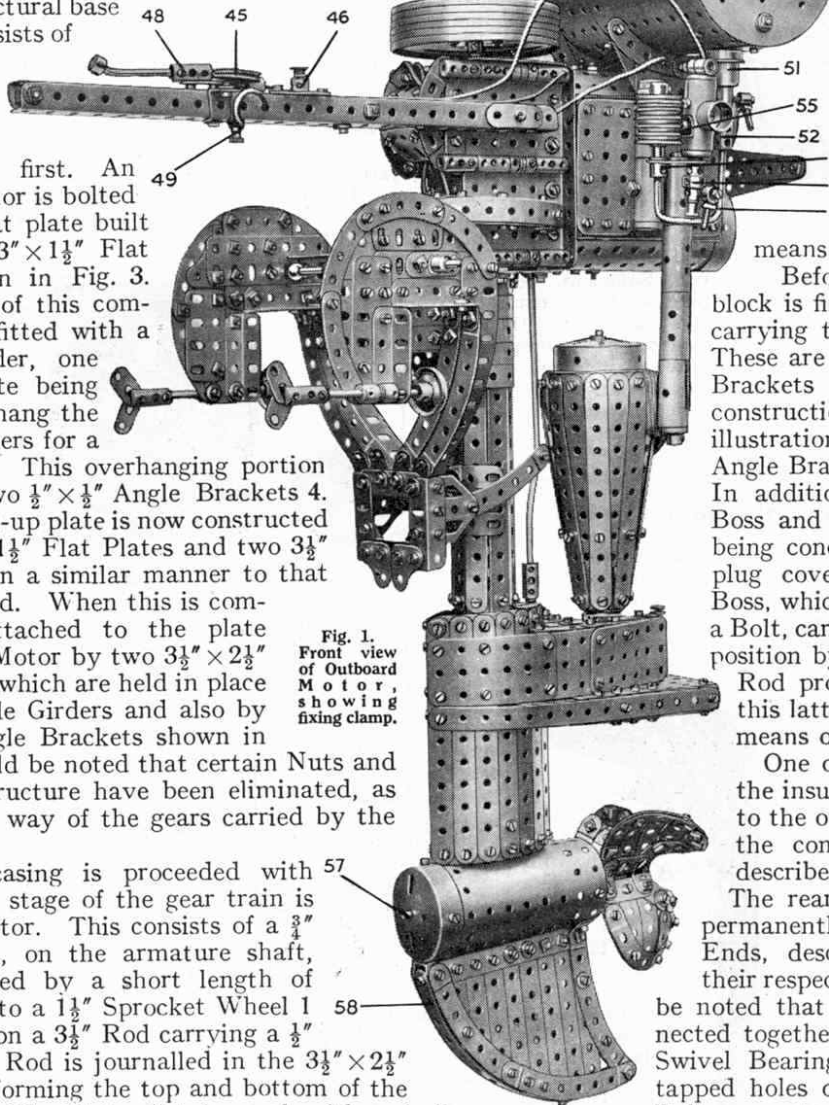 ctural base
sists of
48
45
46
49
51
55
52
first. An
or is bolted
t plate built
3″ × 1½″ Flat
n in Fig. 3.
of this com-
fitted with a
der, one
te being
hang the
ers for a
This overhanging portion
vo ½″ × ½″ Angle Brackets 4.
-up plate is now constructed
1½″ Flat Plates and two 3½″
n a similar manner to that
d. When this is com-
ttached to the plate
Motor by two 3½″ × 2½″
which are held in place
le Girders and also by
gle Brackets shown in
ld be noted that certain Nuts and
ructure have been eliminated, as
way of the gears carried by the
casing is proceeded with
stage of the gear train is
tor. This consists of a ¾″
, on the armature shaft,
ed by a short length of
to a 1½″ Sprocket Wheel 1
on a 3½″ Rod carrying a ½″
Rod is journalled in the 3½″ × 2½″
forming the top and bottom of the
Fig. 1.
Front view
of Outboard
Motor,
showing
fixing clamp.
57
58
means
Befo
block is fi
carrying t
These are
Brackets
constructi
illustration
Angle Bra
In additio
Boss and
being conc
plug cove
Boss, whic
a Bolt, car
position by
Rod pro
this latt
means o
One o
the insu
to the o
the con
describe
The rear
permanentl
Ends, desc
their respec
be noted that
nected togethe
Swivel Bearing
tapped holes o